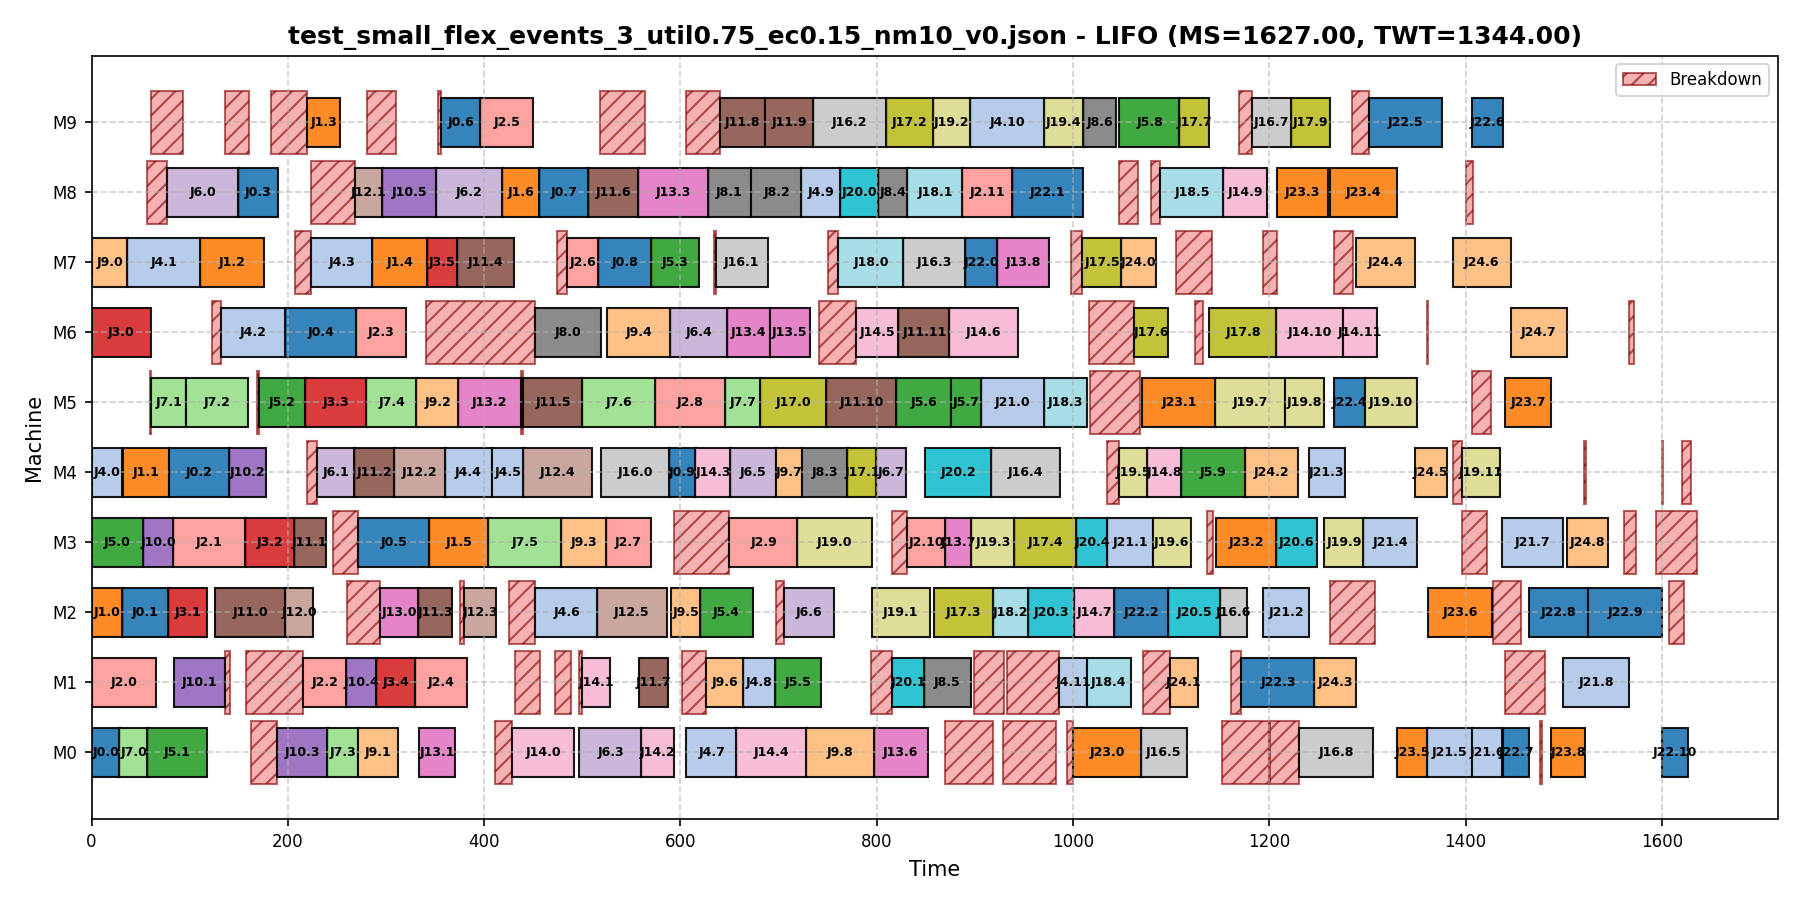 test_small_flex_events_3_util0.75_ec0.15_nm10_v0.json - LIFO (MS=1627.00, TWT=1344.00)
Breakdown
Machine
M9 J1.3 J0.6 J2.5 J11.8 J11.9 J16.2 J17.2 J19.2 J4.10 J19.4 J8.6 J5.8 J17.7 J16.7 J17.9 J22.5 J22.6
M8 J6.0 J0.3 J12.1 J10.5 J6.2 J1.6 J0.7 J11.6 J13.3 J8.1 J8.2 J4.9 J20.0 J8.4 J18.1 J2.11 J22.1 J18.5 J14.9 J23.3 J23.4
M7 J9.0 J4.1 J1.2 J4.3 J1.4 J3.5 J11.4 J2.6 J0.8 J5.3 J16.1 J18.0 J16.3 J22.0 J13.8 J17.5 J24.0 J24.4 J24.6
M6 J3.0 J4.2 J0.4 J2.3 J8.0 J9.4 J6.4 J13.4 J13.5 J14.5 J11.11 J14.6 J17.6 J17.8 J14.10 J14.11 J24.7
M5 J7.1 J7.2 J5.2 J3.3 J7.4 J9.2 J13.2 J11.5 J7.6 J2.8 J7.7 J17.0 J11.10 J5.6 J5.7 J21.0 J18.3 J23.1 J19.7 J19.8 J22.4 J19.10 J23.7
M4 J4.0 J1.1 J0.2 J10.2 J6.1 J11.2 J12.2 J4.4 J4.5 J12.4 J16.0 J0.9 J14.3 J6.5 J9.7 J8.3 J17.1 J6.7 J20.2 J16.4 J19.5 J14.8 J5.9 J24.2 J21.3 J24.5 J19.11
M3 J5.0 J10.0 J2.1 J3.2 J11.1 J0.5 J1.5 J7.5 J9.3 J2.7 J2.9 J19.0 J2.10 J13.7 J19.3 J17.4 J20.4 J21.1 J19.6 J23.2 J20.6 J19.9 J21.4 J21.7 J24.8
M2 J1.0 J0.1 J3.1 J11.0 J12.0 J13.0 J11.3 J12.3 J4.6 J12.5 J9.5 J5.4 J6.6 J19.1 J17.3 J18.2 J20.3 J14.7 J22.2 J20.5 J16.6 J21.2 J23.6 J22.8 J22.9
M1 J2.0 J10.1 J2.2 J10.4 J3.4 J2.4 J14.1 J11.7 J9.6 J4.8 J5.5 J20.1 J8.5 J4.11 J18.4 J24.1 J22.3 J24.3 J21.8
M0 J0.0 J7.0 J5.1 J10.3 J7.3 J9.1 J13.1 J14.0 J6.3 J14.2 J4.7 J14.4 J9.8 J13.6 J23.0 J16.5 J16.8 J23.5 J21.5 J21.6 J22.7 J23.8 J22.10
0 200 400 600 800 1000 1200 1400 1600
Time